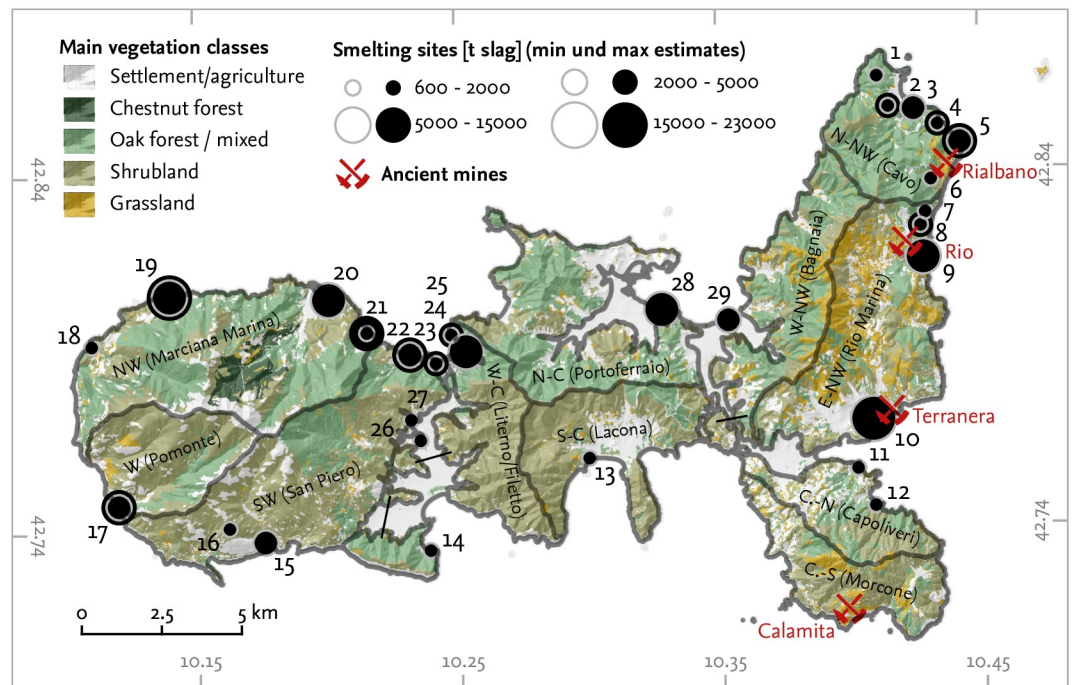 Main vegetation classes
Settlement/agriculture
Chestnut forest
Oak forest / mixed
Shrubland
Grassland
Smelting sites [t slag] (min und max estimates)
600 - 2000
2000 - 5000
5000 - 15000
15000 - 23000
Ancient mines
42.84
42.84
42.74
42.74
1
2
3
4
5
N-NW (Cavo)
Rialbano
6
7
8
Rio
9
W-NW (Bagnaia)
E-NW (Rio Marina)
19
20
25
24
21
22
23
28
29
18
NW (Marciana Marina)
N-C (Portoferraio)
W-C (Literno/Filetto)
27
26
S-C (Lacona)
Terranera
10
W (Pomonte)
SW (San Piero)
13
11
12
C.-N (Capoliveri)
17
16
15
14
C.-S (Morcone)
Calamita
0 2.5 5 km
10.15
10.25
10.35
10.45